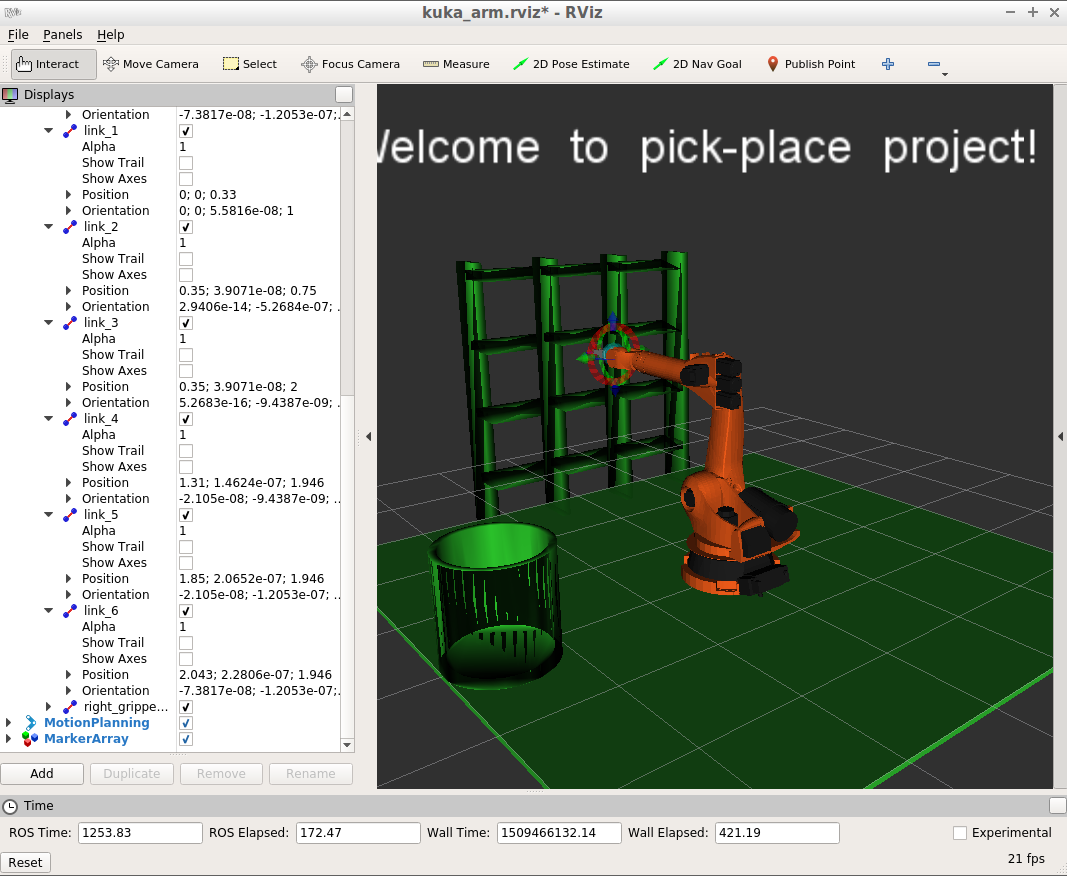 kuka_arm.rviz* - RViz
File Panels Help
Interact Move Camera Select Focus Camera Measure 2D Pose Estimate 2D Nav Goal Publish Point
Displays
Orientation -7.3817e-08; -1.2053e-07;..
link_1
Alpha 1
Show Trail
Show Axes
Position 0; 0; 0.33
Orientation 0; 0; 5.5816e-08; 1
link_2
Alpha 1
Show Trail
Show Axes
Position 0.35; 3.9071e-08; 0.75
Orientation 2.9406e-14; -5.2684e-07; ..
link_3
Alpha 1
Show Trail
Show Axes
Position 0.35; 3.9071e-08; 2
Orientation 5.2683e-16; -9.4387e-09; ..
link_4
Alpha 1
Show Trail
Show Axes
Position 1.31; 1.4624e-07; 1.946
Orientation -2.105e-08; -9.4387e-09; ..
link_5
Alpha 1
Show Trail
Show Axes
Position 1.85; 2.0652e-07; 1.946
Orientation -2.105e-08; -1.2053e-07; ..
link_6
Alpha 1
Show Trail
Show Axes
Position 2.043; 2.2806e-07; 1.946
Orientation -7.3817e-08; -1.2053e-07;..
right_grippe...
MotionPlanning
MarkerArray
Add Duplicate Remove Rename
Welcome to pick-place project!
Time
ROS Time: 1253.83 ROS Elapsed: 172.47 Wall Time: 1509466132.14 Wall Elapsed: 421.19 Experimental
Reset 21 fps